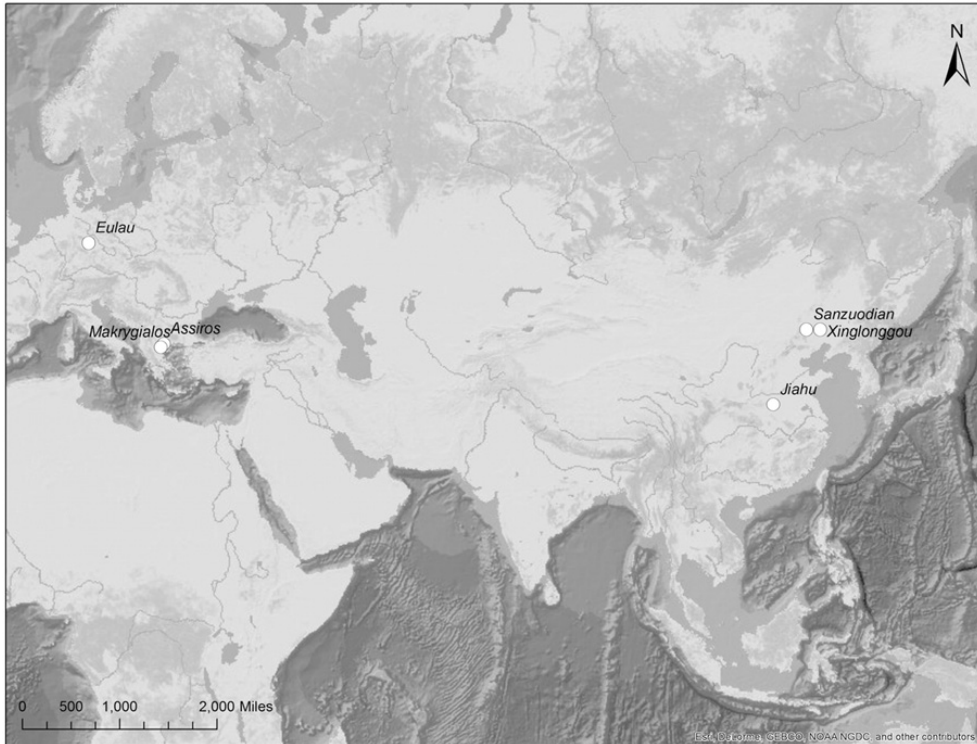 N
Eulau
Sanzuodian
Makrygialos Assiros
Xinglonggou
Jiahu
0 500 1,000 2,000 Miles
Esri, DeLorme, GEBCO, NOAA NGDC, and other contributors